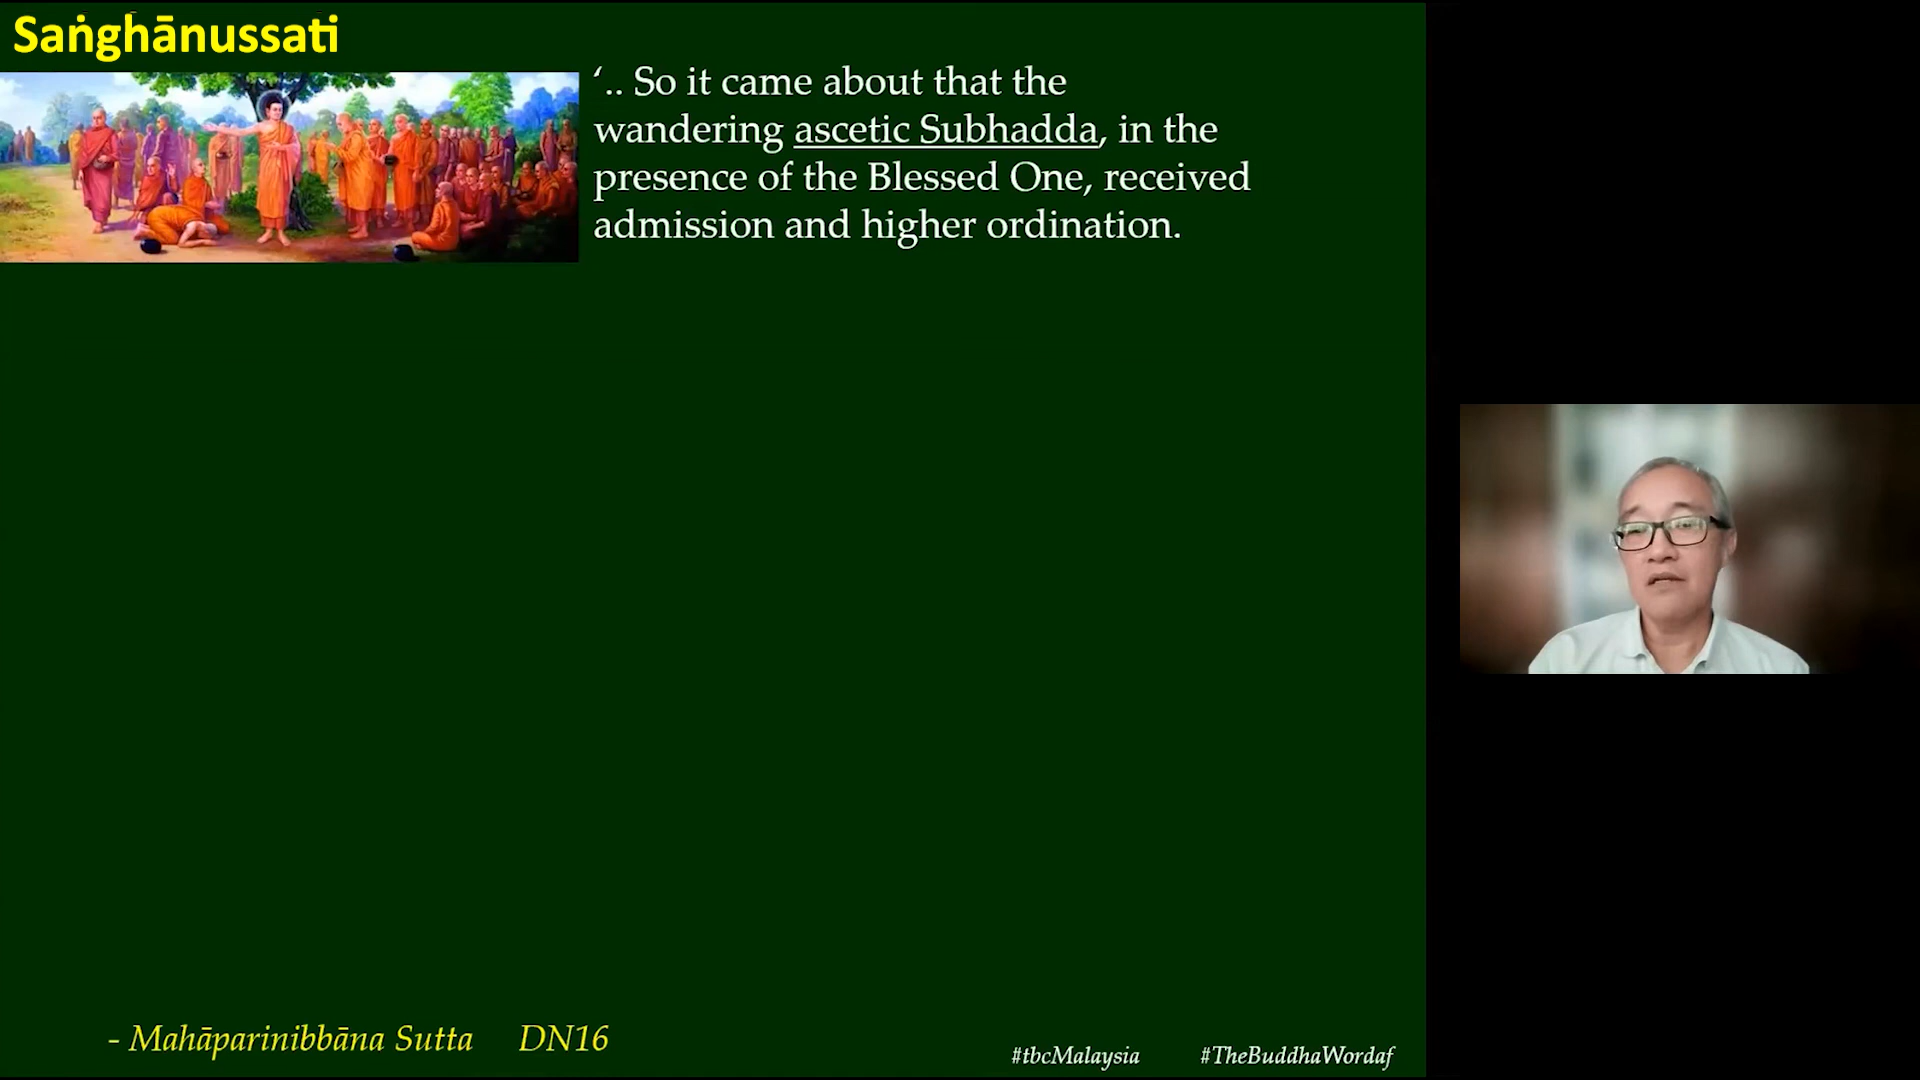 Saṅghānussati
‘.. So it came about that the
wandering ascetic Subhadda, in the
presence of the Blessed One, received
admission and higher ordination.
- Mahāparinibbāna Sutta DN16
#tbcMalaysia #TheBuddhaWordaf